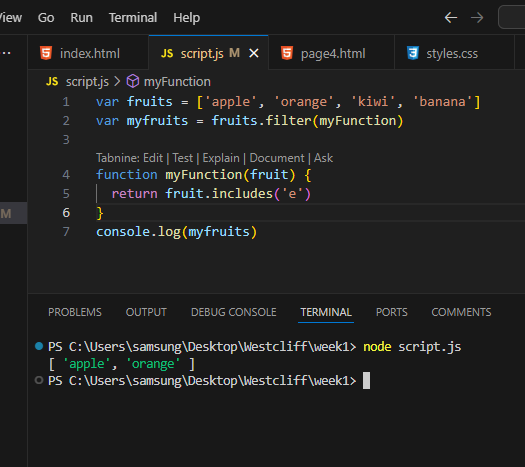 View Go Run Terminal Help
index.html JS script.js M page4.html styles.css
JS script.js > myFunction
1 var fruits = ['apple', 'orange', 'kiwi', 'banana']
2 var myfruits = fruits.filter(myFunction)
3
Tabnine: Edit | Test | Explain | Document | Ask
4 function myFunction(fruit) {
5 return fruit.includes('e')
M 6 }
7 console.log(myfruits)
PROBLEMS OUTPUT DEBUG CONSOLE TERMINAL PORTS COMMENTS
PS C:\Users\samsung\Desktop\Westcliff\week1> node script.js
[ 'apple', 'orange' ]
PS C:\Users\samsung\Desktop\Westcliff\week1>